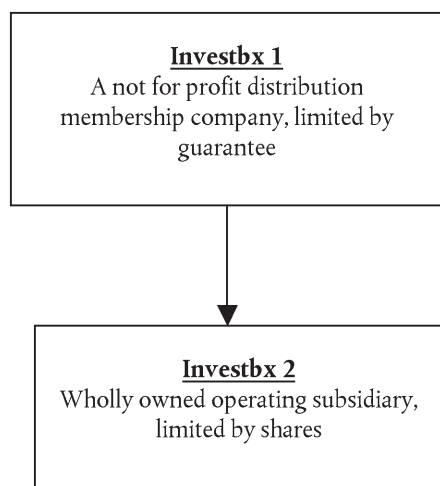 Investbx 1
A not for profit distribution
membership company, limited by
guarantee
Investbx 2
Wholly owned operating subsidiary,
limited by shares